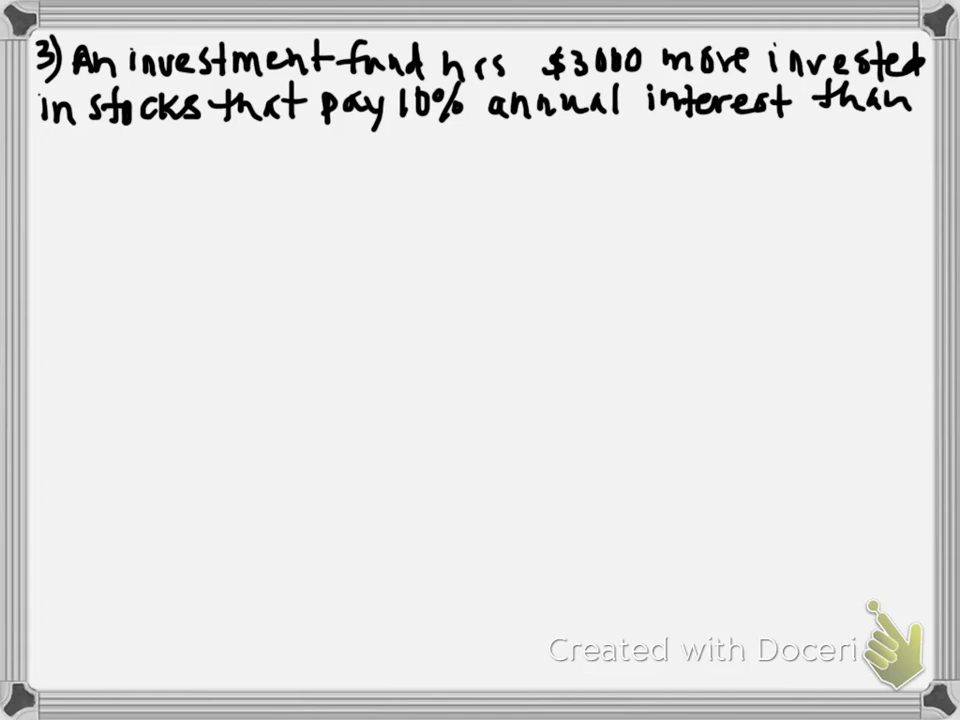 3) An investment fund has $3000 more invested
in stocks that pay 10% annual interest than
Created with Doceri